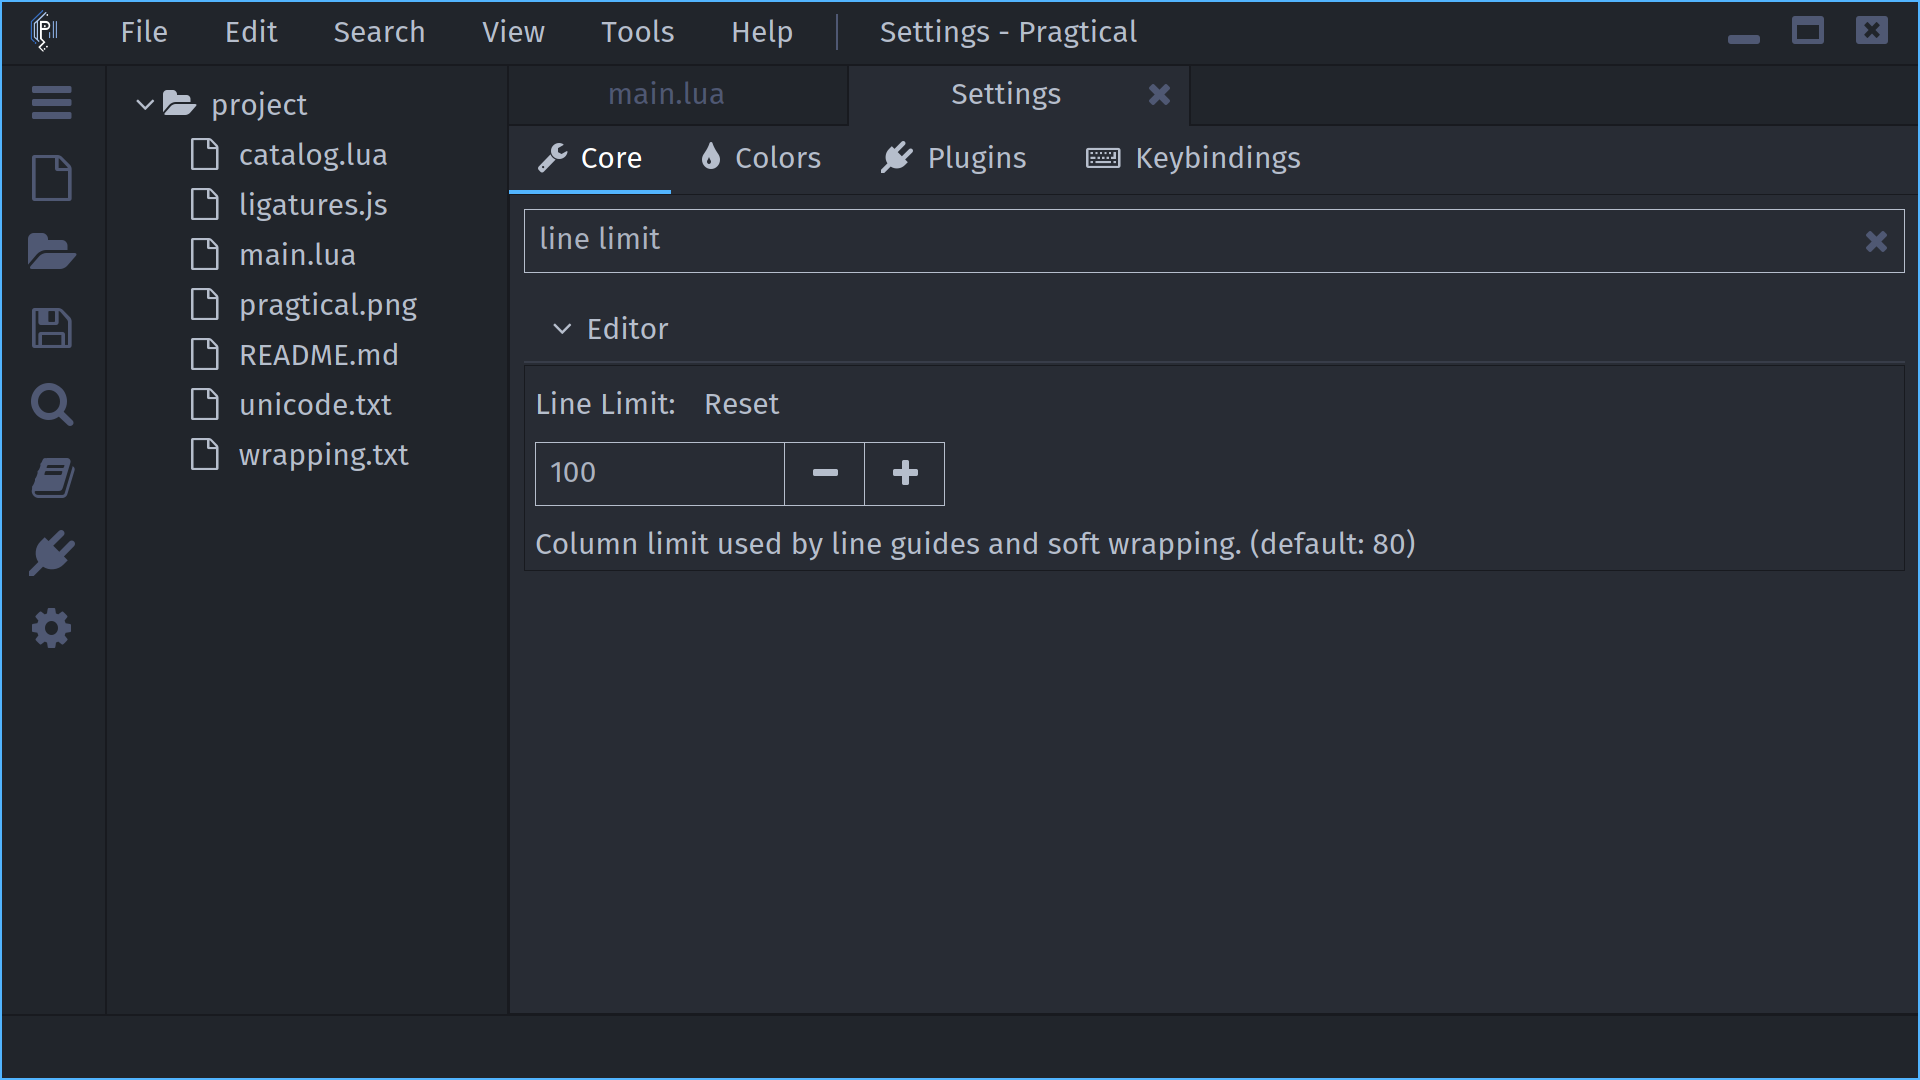 File Edit Search View Tools Help Settings - Pragtical
project
catalog.lua
ligatures.js
main.lua
pragtical.png
README.md
unicode.txt
wrapping.txt
main.lua Settings
Core Colors Plugins Keybindings
line limit
Editor
Line Limit: Reset
100
Column limit used by line guides and soft wrapping. (default: 80)